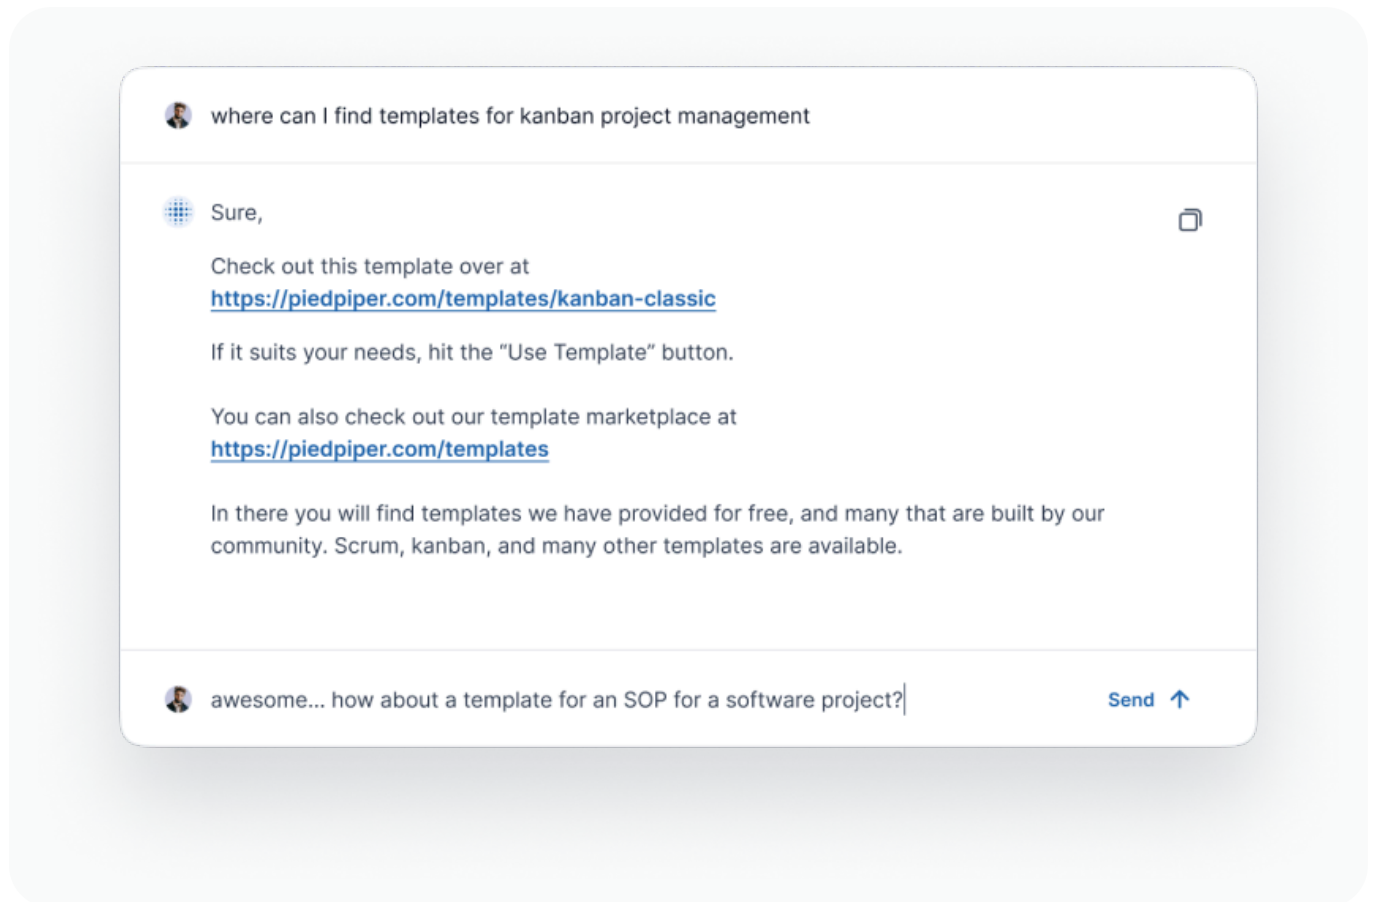 where can I find templates for kanban project management
Sure,
Check out this template over at
https://piedpiper.com/templates/kanban-classic
If it suits your needs, hit the “Use Template” button.
You can also check out our template marketplace at
https://piedpiper.com/templates
In there you will find templates we have provided for free, and many that are built by our
community. Scrum, kanban, and many other templates are available.
awesome... how about a template for an SOP for a software project?
Send